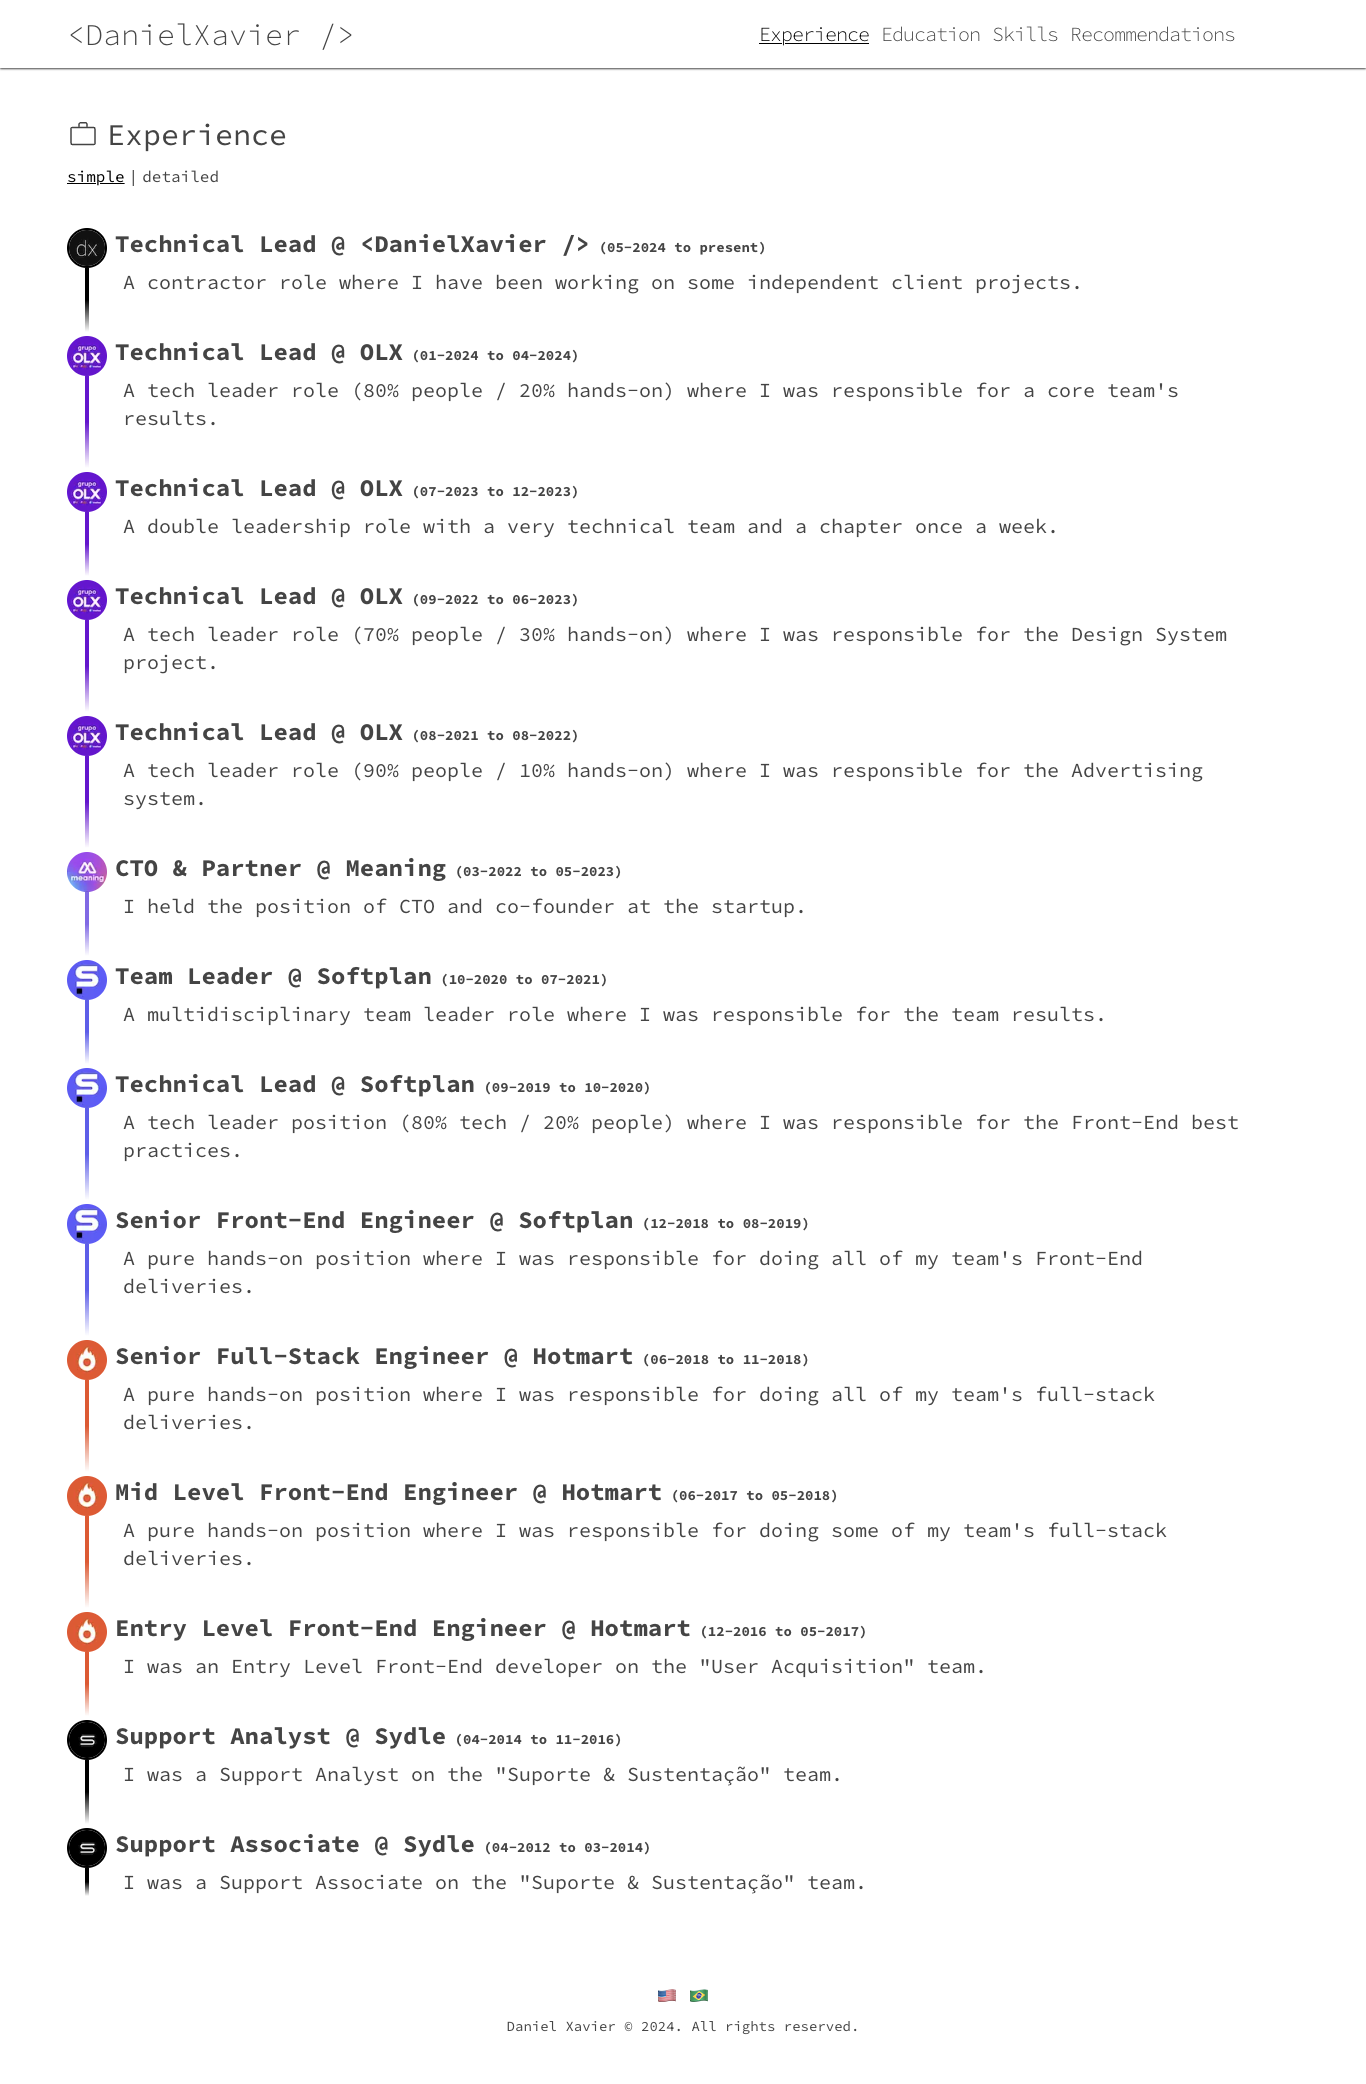 <DanielXavier />
Experience Education Skills Recommendations
Experience
simple | detailed
dx
Technical Lead @ <DanielXavier /> (05-2024 to present)
A contractor role where I have been working on some independent client projects.
grupo
OLX
Technical Lead @ OLX (01-2024 to 04-2024)
A tech leader role (80% people / 20% hands-on) where I was responsible for a core team's
results.
grupo
OLX
Technical Lead @ OLX (07-2023 to 12-2023)
A double leadership role with a very technical team and a chapter once a week.
grupo
OLX
Technical Lead @ OLX (09-2022 to 06-2023)
A tech leader role (70% people / 30% hands-on) where I was responsible for the Design System
project.
grupo
OLX
Technical Lead @ OLX (08-2021 to 08-2022)
A tech leader role (90% people / 10% hands-on) where I was responsible for the Advertising
system.
meaning
CTO & Partner @ Meaning (03-2022 to 05-2023)
I held the position of CTO and co-founder at the startup.
Team Leader @ Softplan (10-2020 to 07-2021)
A multidisciplinary team leader role where I was responsible for the team results.
Technical Lead @ Softplan (09-2019 to 10-2020)
A tech leader position (80% tech / 20% people) where I was responsible for the Front-End best
practices.
Senior Front-End Engineer @ Softplan (12-2018 to 08-2019)
A pure hands-on position where I was responsible for doing all of my team's Front-End
deliveries.
Senior Full-Stack Engineer @ Hotmart (06-2018 to 11-2018)
A pure hands-on position where I was responsible for doing all of my team's full-stack
deliveries.
Mid Level Front-End Engineer @ Hotmart (06-2017 to 05-2018)
A pure hands-on position where I was responsible for doing some of my team's full-stack
deliveries.
Entry Level Front-End Engineer @ Hotmart (12-2016 to 05-2017)
I was an Entry Level Front-End developer on the "User Acquisition" team.
Support Analyst @ Sydle (04-2014 to 11-2016)
I was a Support Analyst on the "Suporte & Sustentação" team.
Support Associate @ Sydle (04-2012 to 03-2014)
I was a Support Associate on the "Suporte & Sustentação" team.
Daniel Xavier © 2024. All rights reserved.